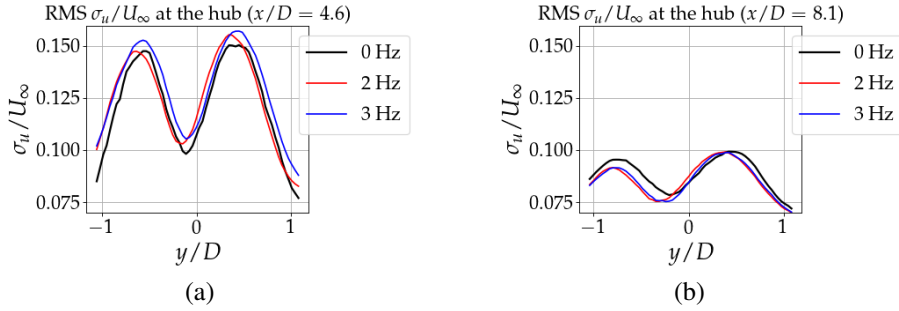 RMS σ_u/U_∞ at the hub (x/D = 4.6)
0.150
0.125
0.100
0.075
σ_u/U_∞
−1
0
1
y/D
0 Hz
2 Hz
3 Hz
(a)
RMS σ_u/U_∞ at the hub (x/D = 8.1)
0.150
0.125
0.100
0.075
σ_u/U_∞
−1
0
1
y/D
0 Hz
2 Hz
3 Hz
(b)